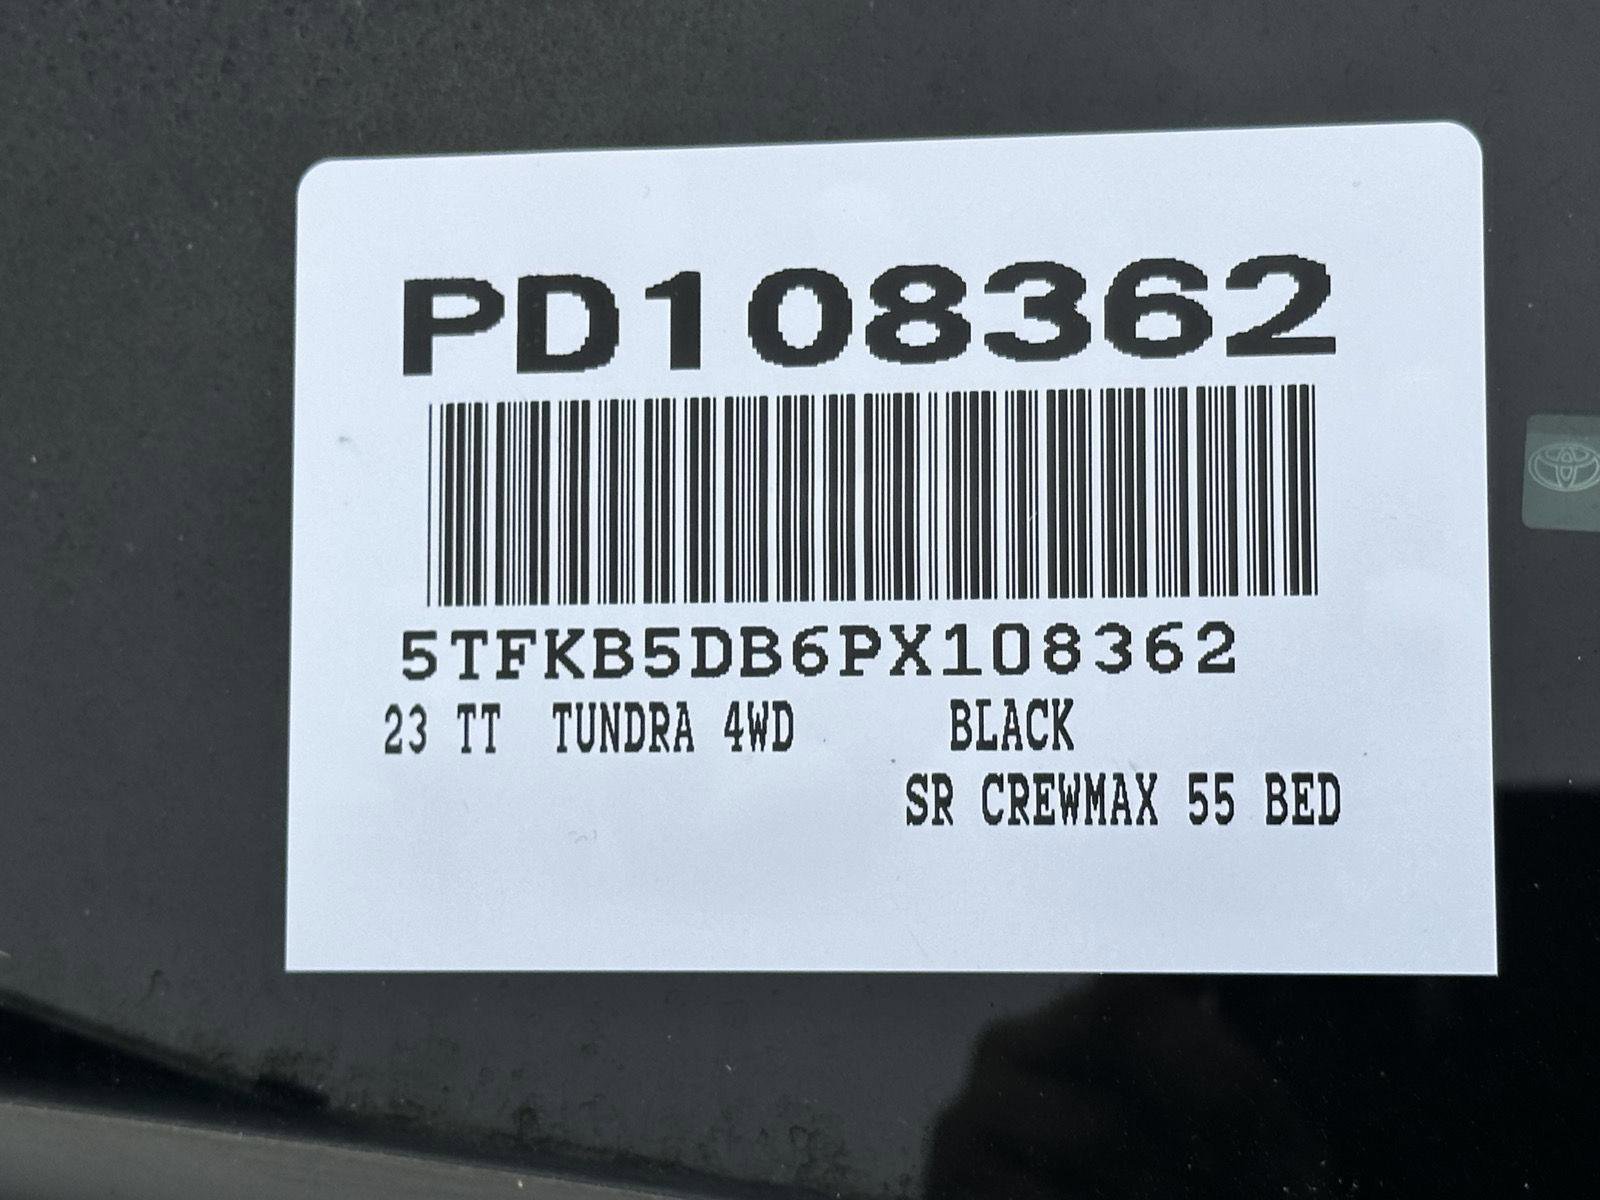 PD108362
5TFKB5DB6PX108362
23 TT TUNDRA 4WD BLACK
SR CREWMAX 55 BED